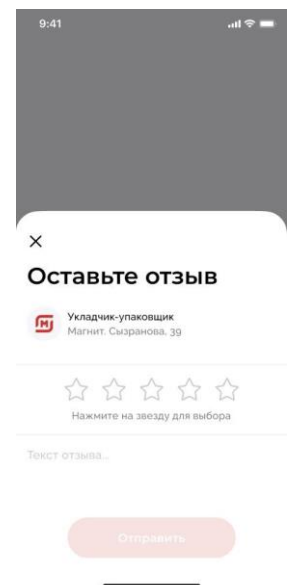 9:41
Оставьте отзыв
Укладчик-упаковщик
Магнит. Сызранова, 39
Нажмите на звезду для выбора
Текст отзыва...
Отправить